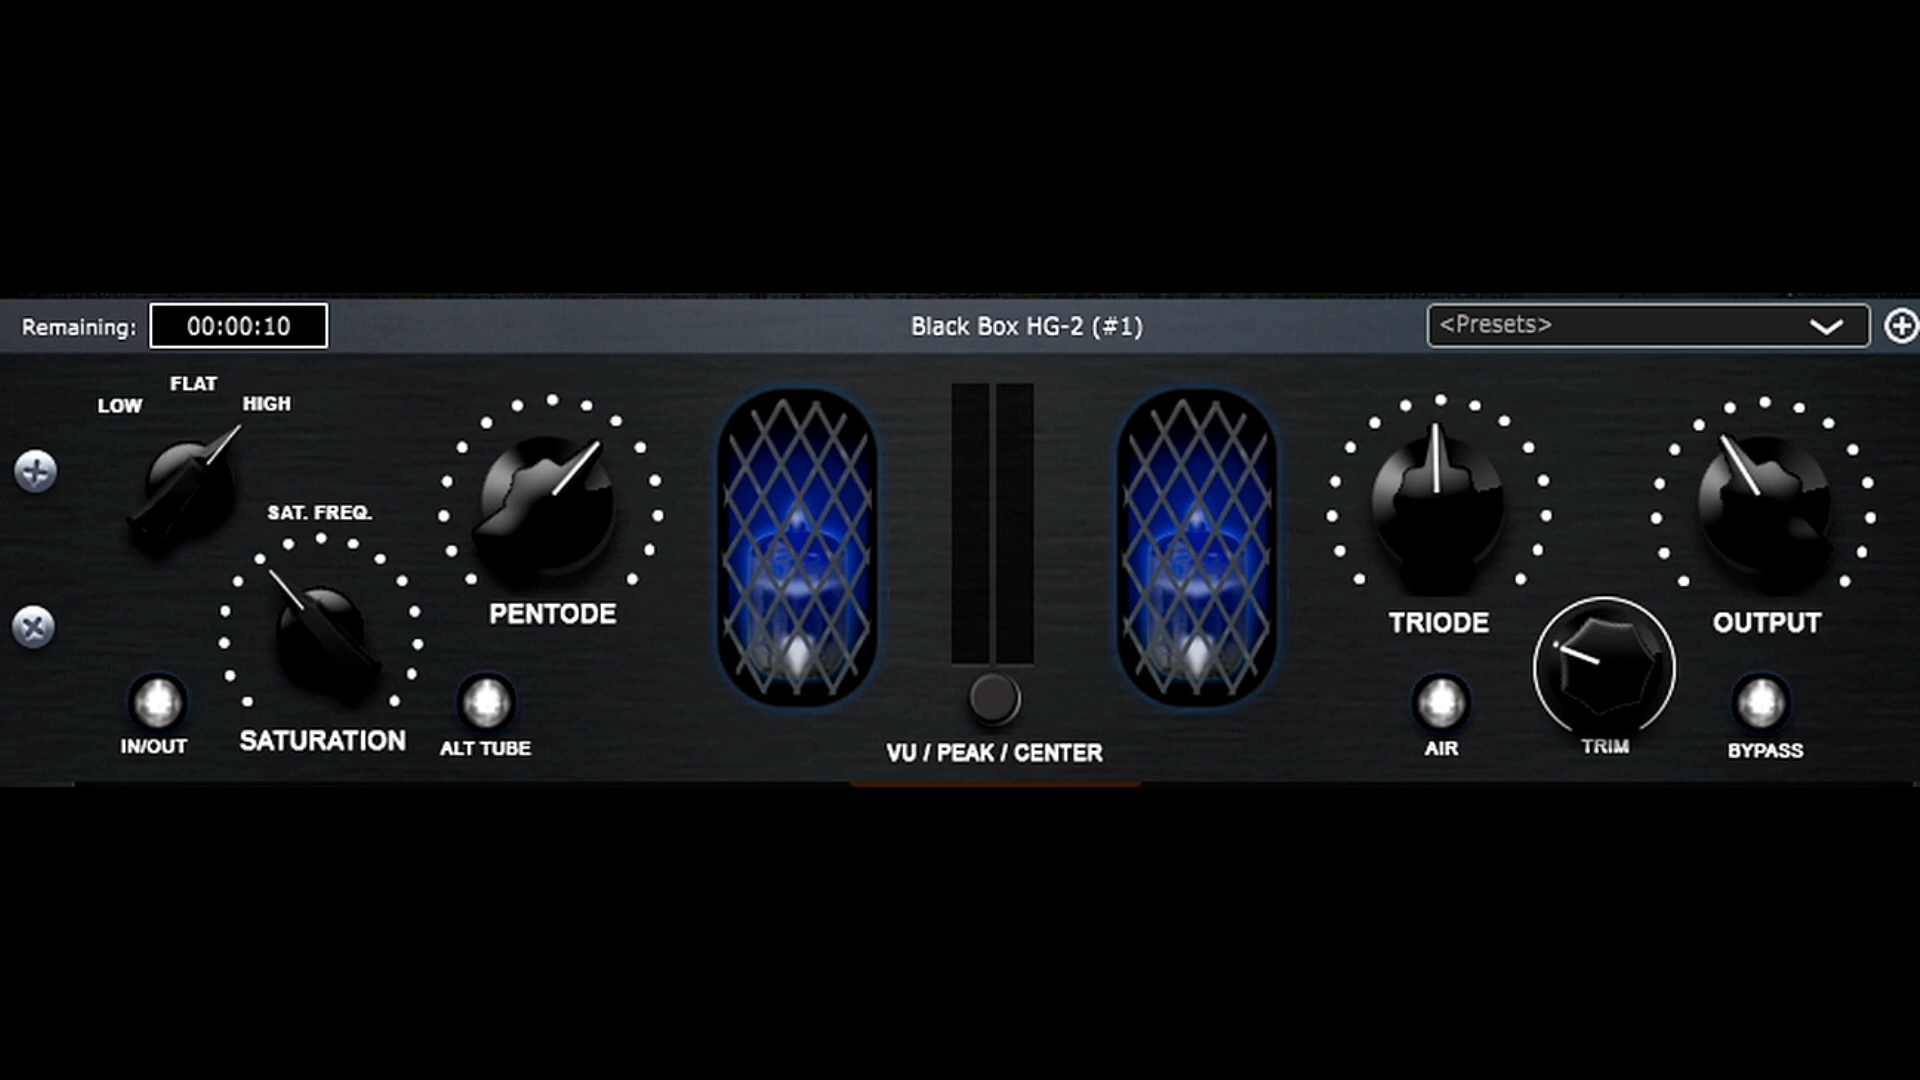 Remaining: 00:00:10
Black Box HG-2 (#1)
<Presets>
FLAT
LOW
HIGH
SAT. FREQ.
PENTODE
SATURATION
IN/OUT
ALT TUBE
VU / PEAK / CENTER
TRIODE
OUTPUT
AIR
TRIM
BYPASS